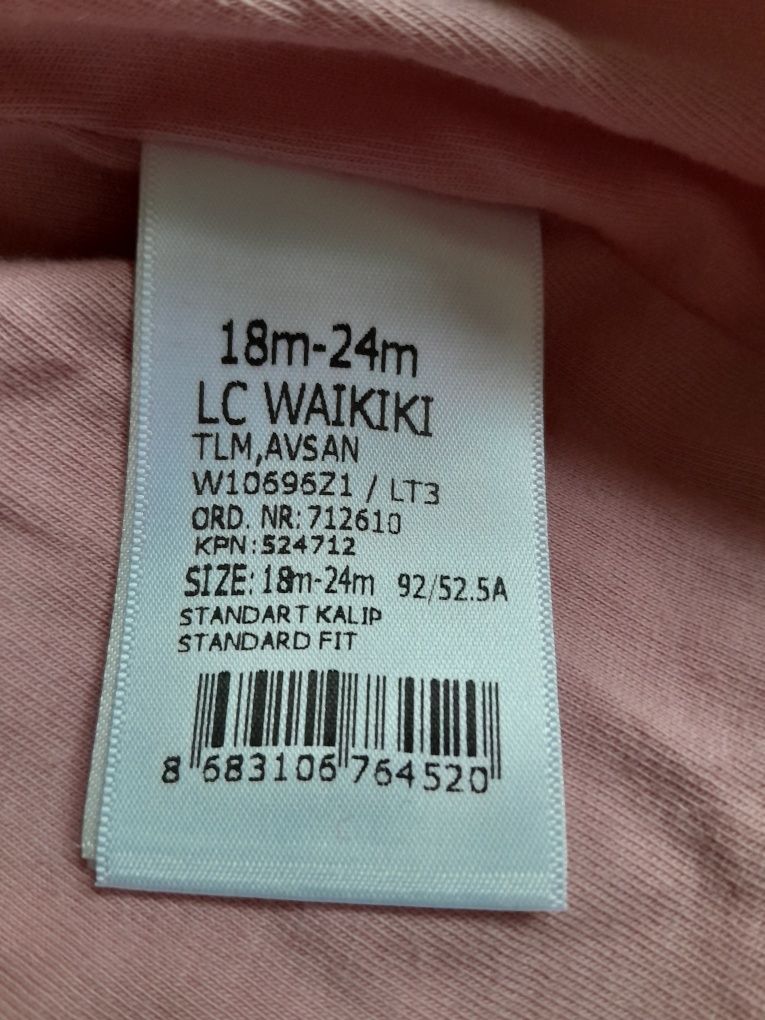 18m-24m
LC WAIKIKI
TLM,AVSAN
W10696Z1 / LT3
ORD. NR: 712610
KPN:524712
SIZE: 18m-24m 92/52.5A
STANDART KALIP
STANDARD FIT
8 683106 764520